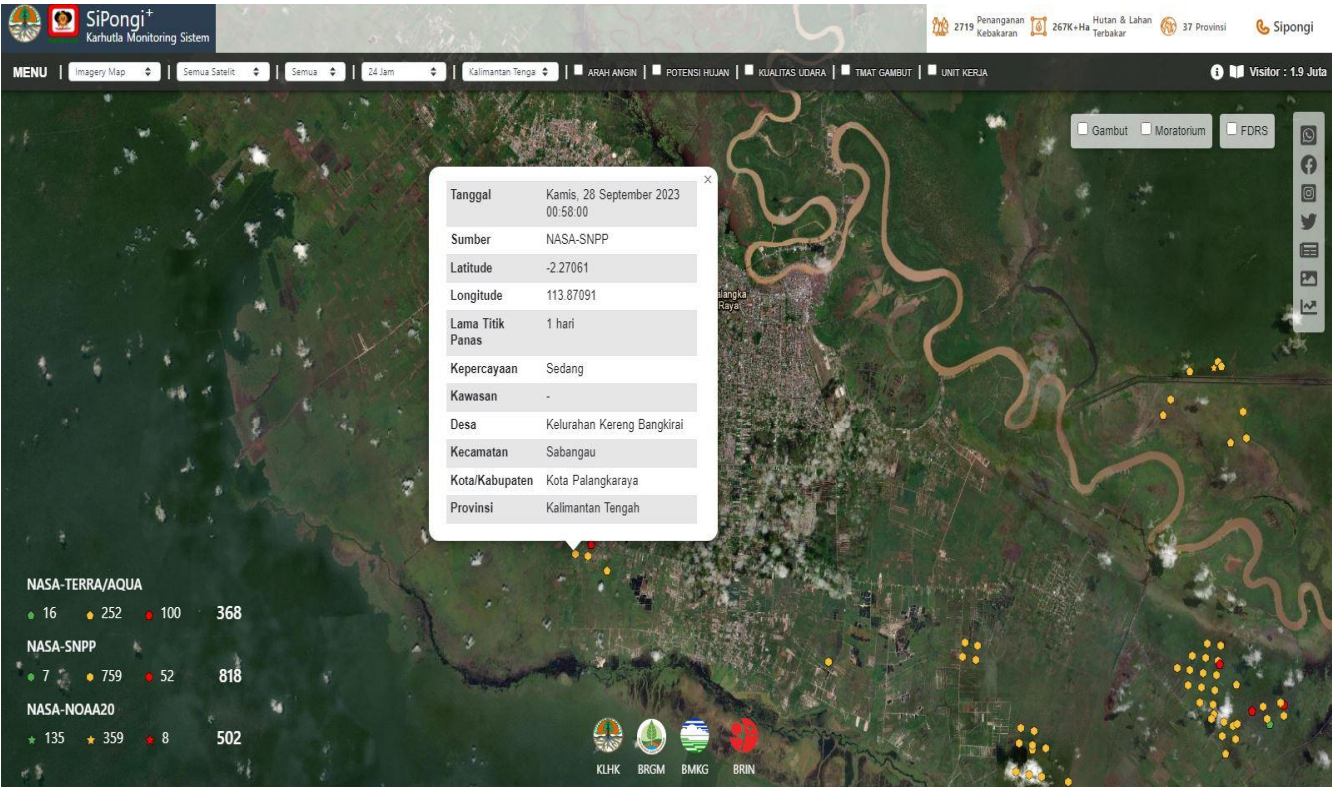 SiPongi+
Karhutla Monitoring Sistem
2719 Penanganan Kebakaran
267K+Ha Hutan & Lahan Terbakar
37 Provinsi
Sipongi
MENU | Imagery Map | Semua Satelit | Semua | 24 Jam | Kalimantan Tenga | ARAH ANGIN | POTENSI HUJAN | KUALITAS UDARA | TMAT GAMBUT | UNIT KERJA
Visitor : 1.9 Juta
Gambut Moratorium FDRS
x
Tanggal Kamis, 28 September 2023
00:58:00
Sumber NASA-SNPP
Latitude -2.27061
Longitude 113.87091
Lama Titik Panas 1 hari
Kepercayaan Sedang
Kawasan -
Desa Kelurahan Kereng Bangkirai
Kecamatan Sabangau
Kota/Kabupaten Kota Palangkaraya
Provinsi Kalimantan Tengah
alangka
Raya
NASA-TERRA/AQUA
16 252 100 368
NASA-SNPP
7 759 52 818
NASA-NOAA20
135 359 8 502
KLHK BRGM BMKG BRIN